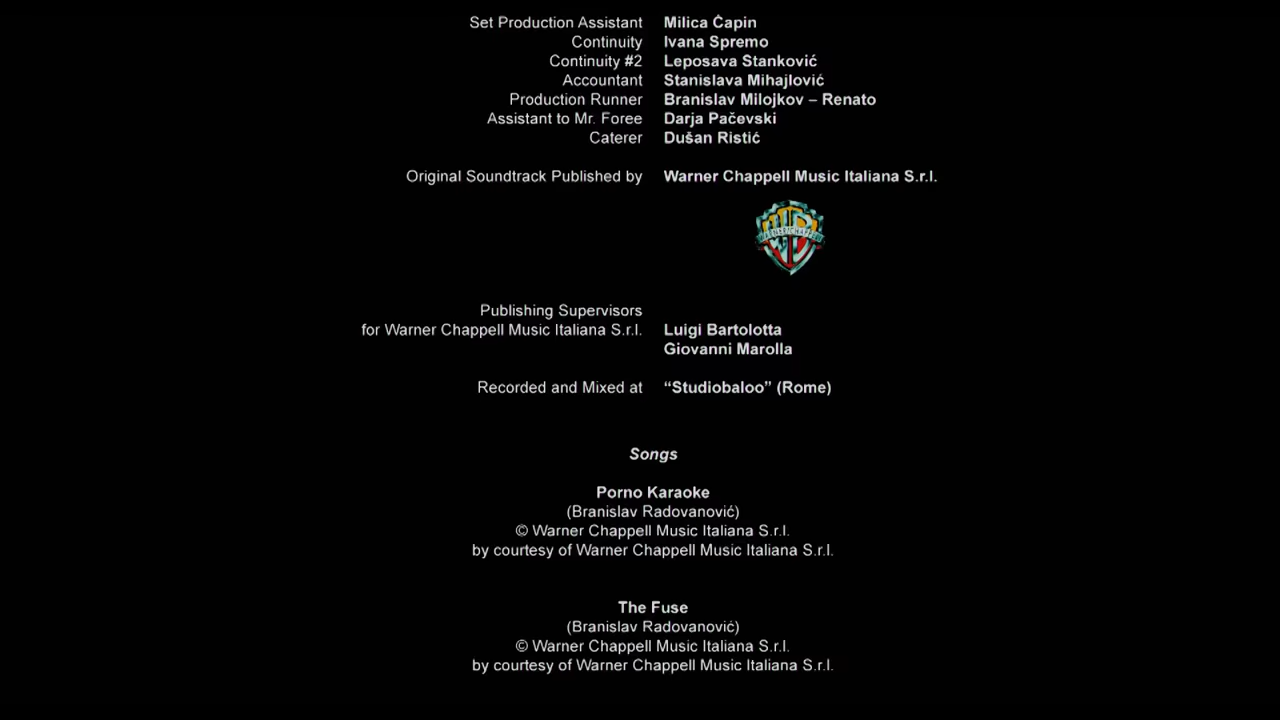 Set Production Assistant Milica Ćapin
Continuity Ivana Spremo
Continuity #2 Leposava Stanković
Accountant Stanislava Mihajlović
Production Runner Branislav Milojkov – Renato
Assistant to Mr. Foree Darja Pačevski
Caterer Dušan Ristić
Original Soundtrack Published by Warner Chappell Music Italiana S.r.l.
WARNER/CHAPPELL
Publishing Supervisors
for Warner Chappell Music Italiana S.r.l. Luigi Bartolotta
Giovanni Marolla
Recorded and Mixed at “Studiobaloo” (Rome)
Songs
Porno Karaoke
(Branislav Radovanović)
© Warner Chappell Music Italiana S.r.l.
by courtesy of Warner Chappell Music Italiana S.r.l.
The Fuse
(Branislav Radovanović)
© Warner Chappell Music Italiana S.r.l.
by courtesy of Warner Chappell Music Italiana S.r.l.